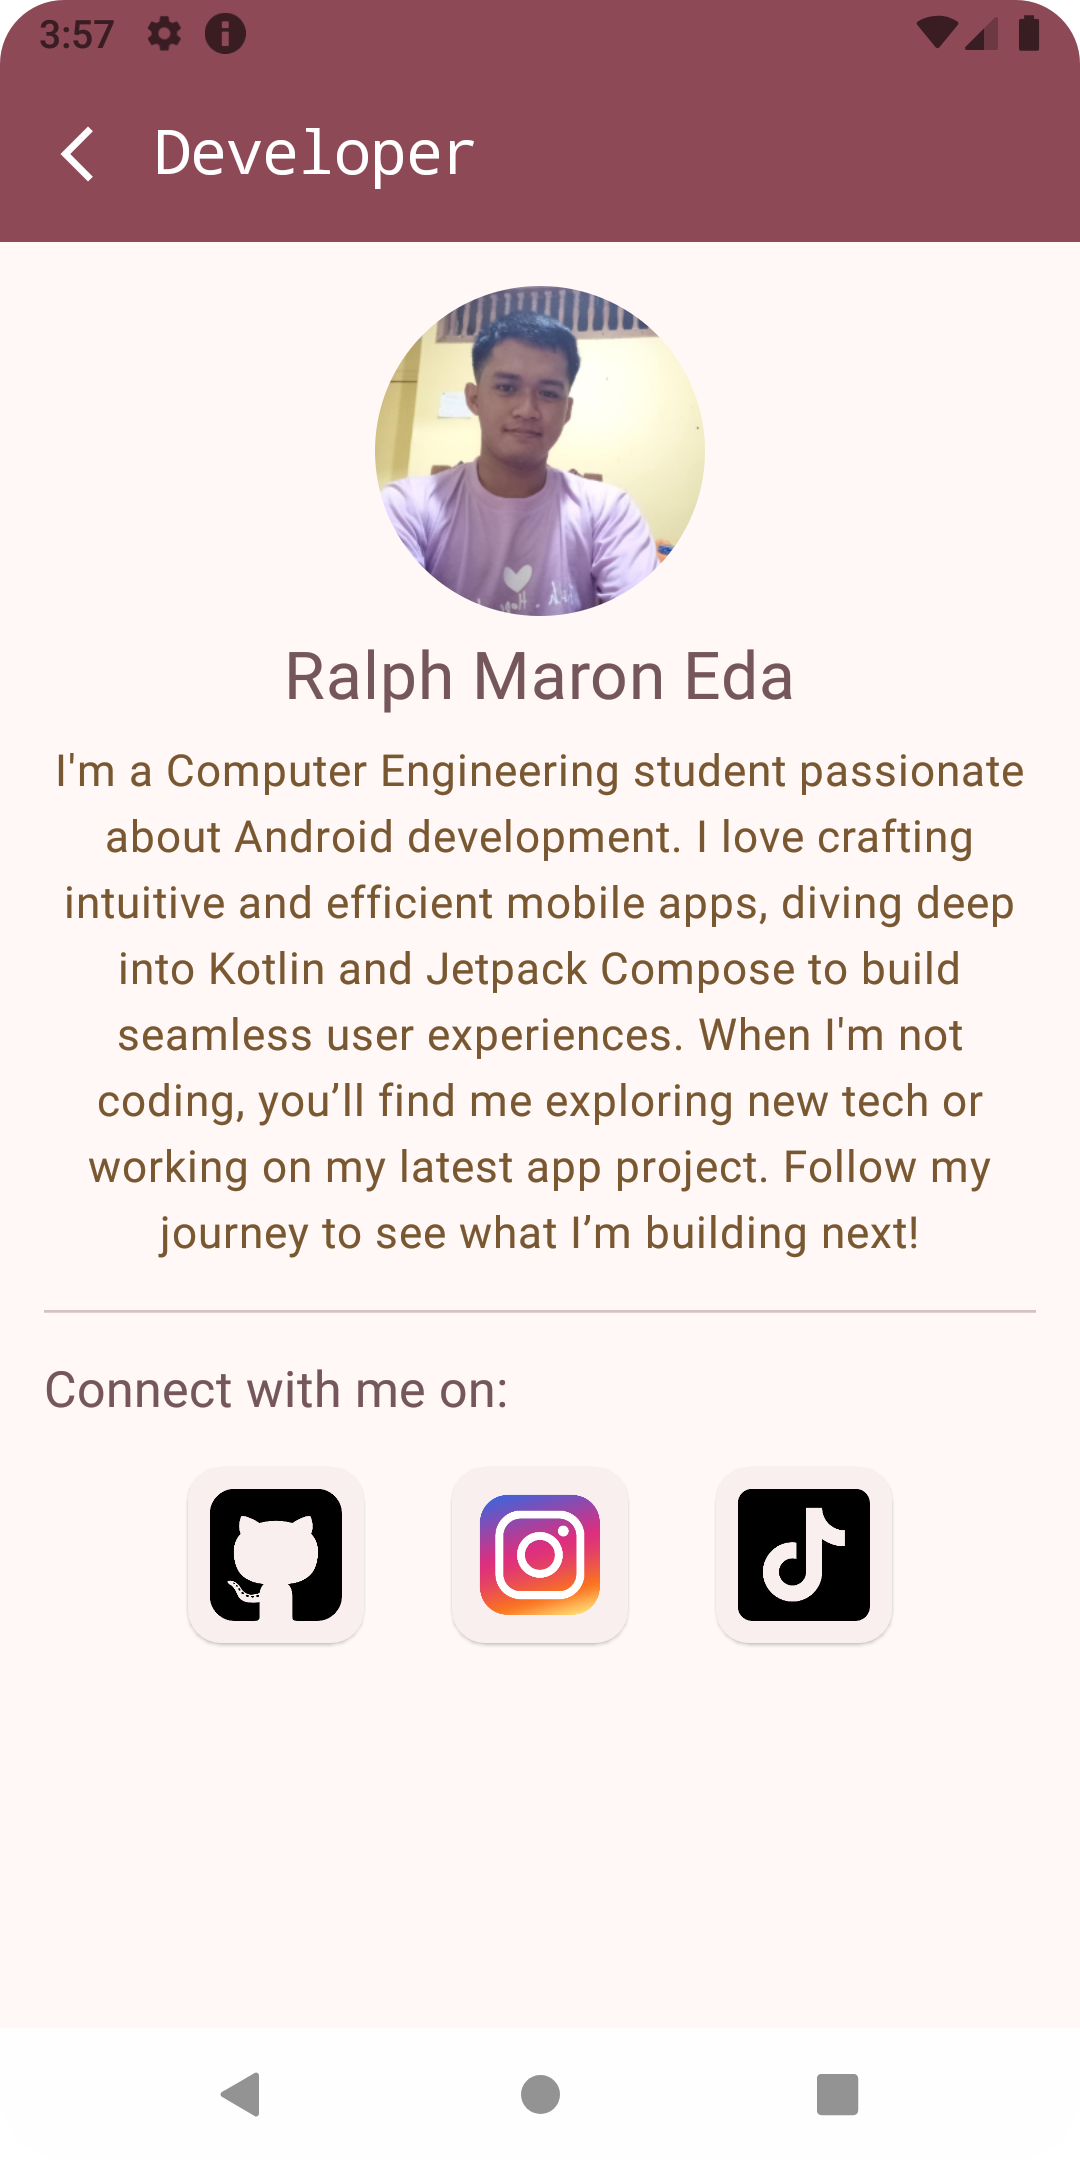 3:57
Developer
Ralph Maron Eda
I'm a Computer Engineering student passionate
about Android development. I love crafting
intuitive and efficient mobile apps, diving deep
into Kotlin and Jetpack Compose to build
seamless user experiences. When I'm not
coding, you’ll find me exploring new tech or
working on my latest app project. Follow my
journey to see what I’m building next!
Connect with me on: